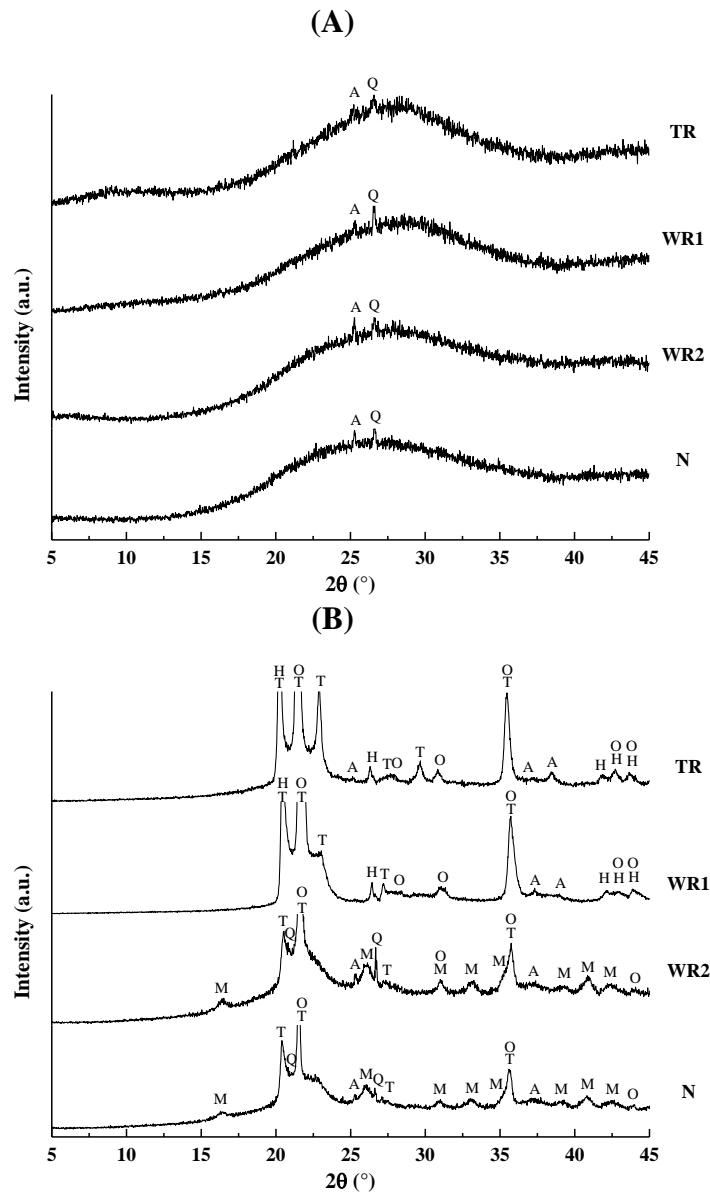 (A)
A Q
TR
A Q
WR1
A Q
WR2
A Q
N
Intensity (a.u.)
5 10 15 20 25 30 35 40 45
2θ (°)
(B)
H O O
T T T T
A H T O T O A A H O H O H
TR
H O O
T T T T
H T O O A A H O H O H
WR1
O O
M T Q T A M Q T O M M M T A M M M O
WR2
O O
M T Q T A M Q T M M M T A M M M O
N
Intensity (a.u.)
5 10 15 20 25 30 35 40 45
2θ (°)